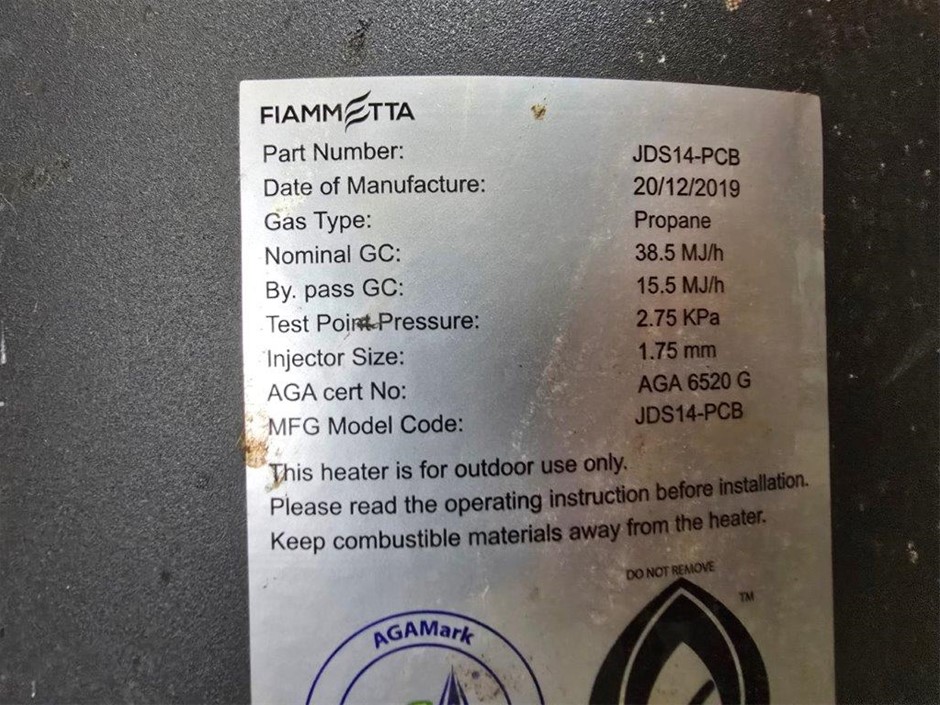 FIAMMETTA
Part Number: JDS14-PCB
Date of Manufacture: 20/12/2019
Gas Type: Propane
Nominal GC: 38.5 MJ/h
By. pass GC: 15.5 MJ/h
Test Point Pressure: 2.75 KPa
Injector Size: 1.75 mm
AGA cert No: AGA 6520 G
MFG Model Code: JDS14-PCB
This heater is for outdoor use only.
Please read the operating instruction before installation.
Keep combustible materials away from the heater.
DO NOT REMOVE
TM
AGAMark